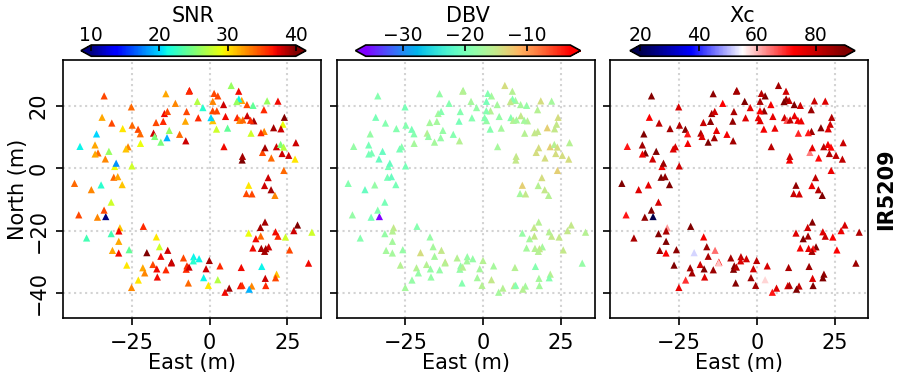 SNR DBV Xc
10 20 30 40 −30 −20 −10 20 40 60 80
20
0
−20
−40
North (m)
−25 0 25 −25 0 25 −25 0 25
East (m) East (m) East (m)
IR5209